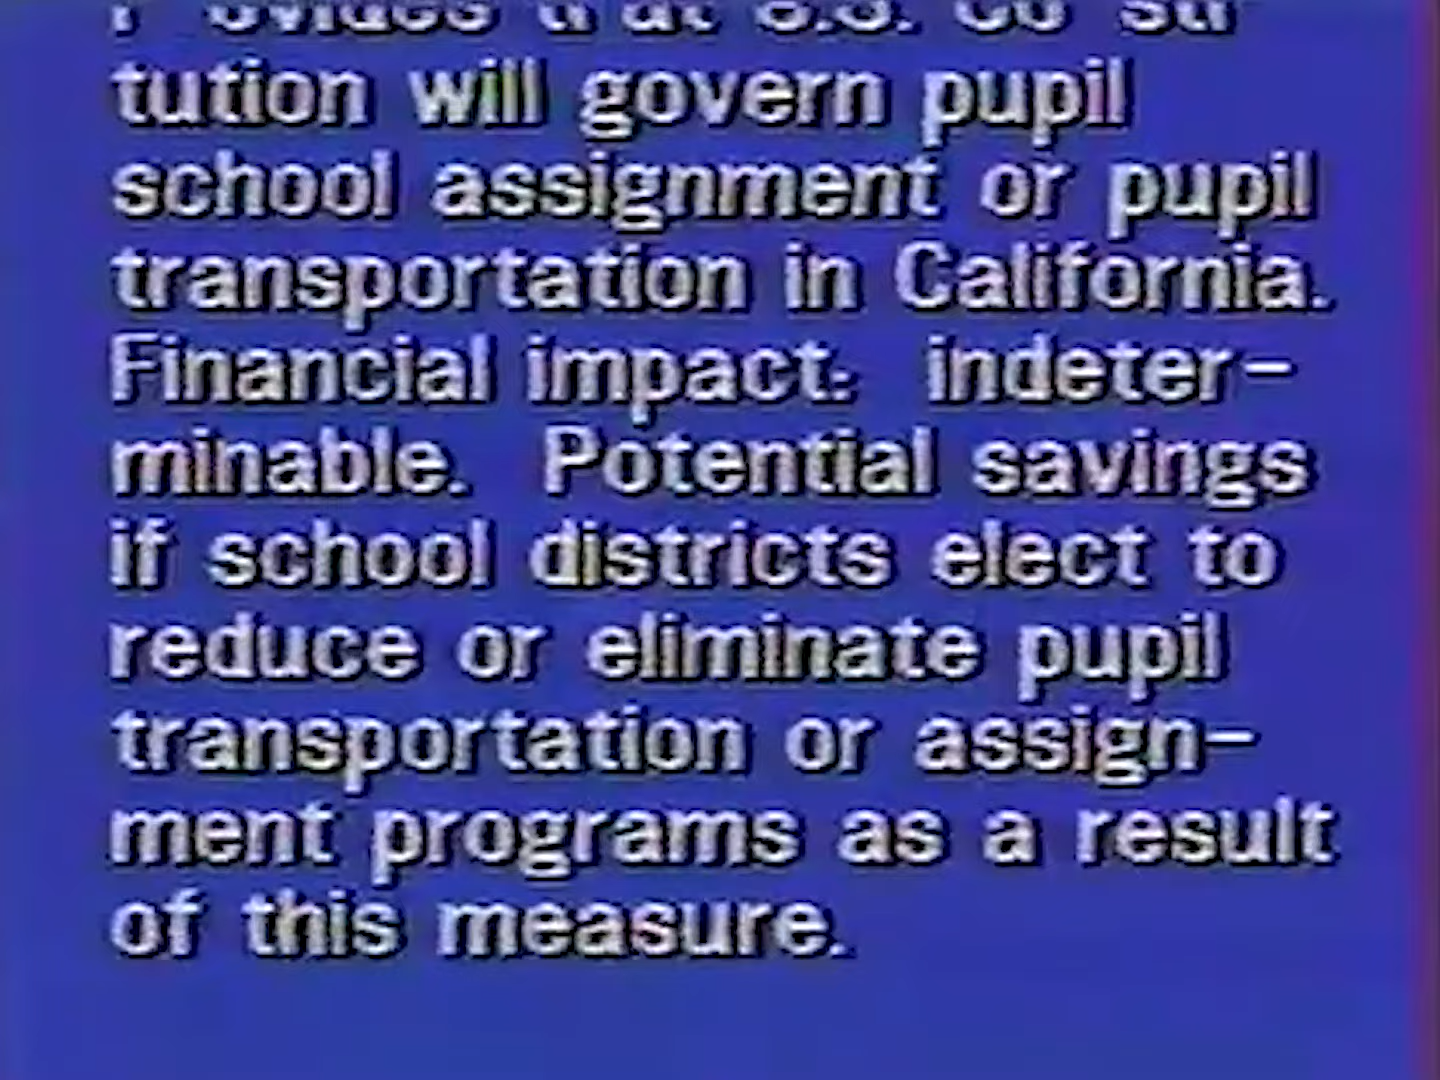 tution will govern pupil
school assignment or pupil
transportation in California.
Financial impact: indeter-
minable. Potential savings
if school districts elect to
reduce or eliminate pupil
transportation or assign-
ment programs as a result
of this measure.